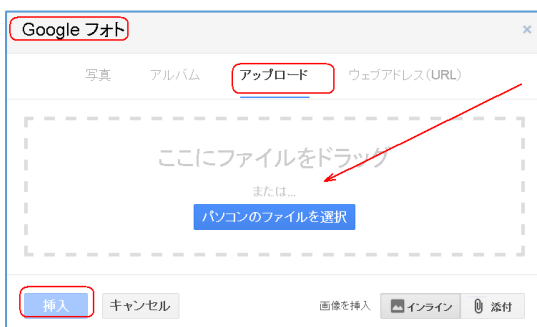 Google フォト
×
写真 アルバム アップロード ウェブアドレス(URL)
ここにファイルをドラッグ
または...
パソコンのファイルを選択
挿入 キャンセル 画像を挿入 インライン 添付